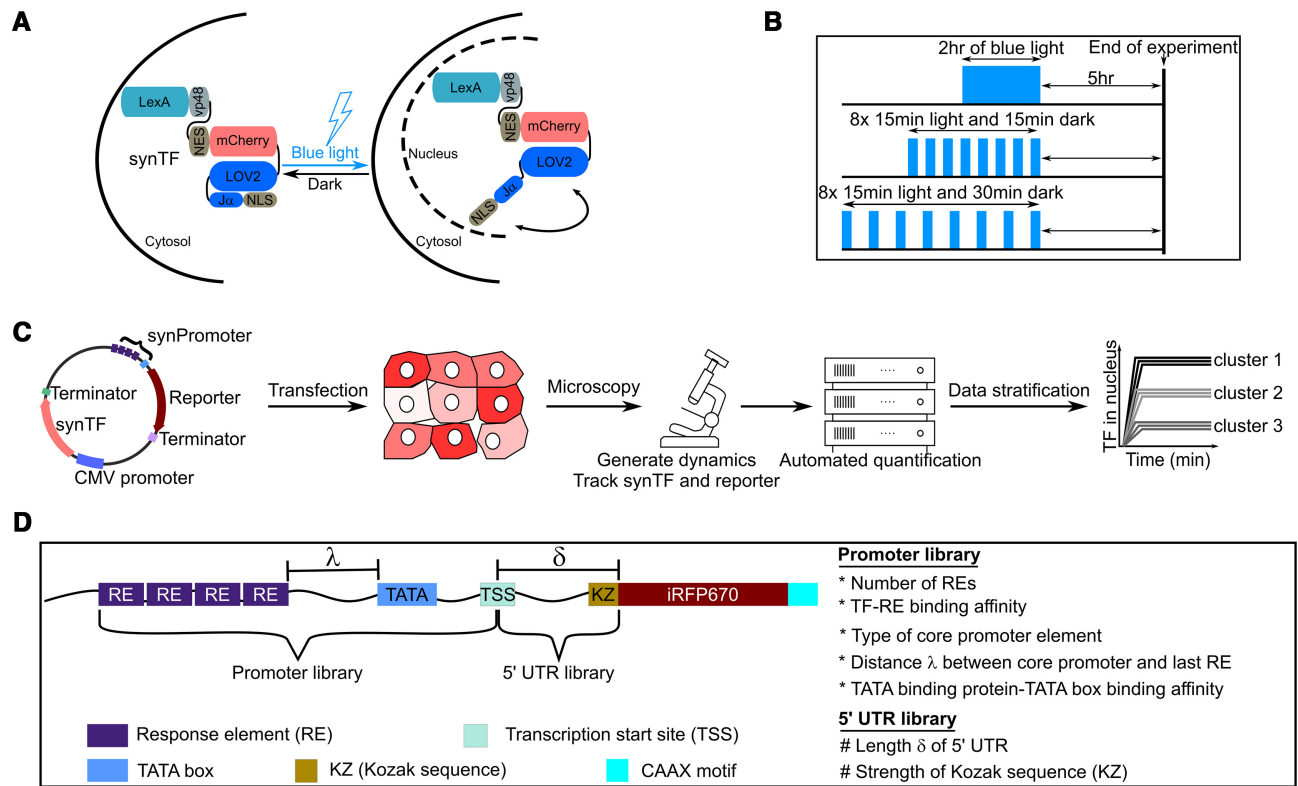 A
LexA
vp48
NES
mCherry
synTF
LOV2
Jα
NLS
Cytosol
Blue light
Dark
LexA
vp48
NES
mCherry
Nucleus
LOV2
Jα
NLS
Cytosol
B
2hr of blue light
End of experiment
5hr
8x 15min light and 15min dark
8x 15min light and 30min dark
C
synPromoter
Terminator
Reporter
synTF
Terminator
CMV promoter
Transfection
Microscopy
Generate dynamics
Track synTF and reporter
Automated quantification
Data stratification
TF in nucleus
cluster 1
cluster 2
cluster 3
Time (min)
D
λ
δ
RE RE RE RE TATA TSS KZ iRFP670
Promoter library
5' UTR library
Response element (RE)
Transcription start site (TSS)
TATA box
KZ (Kozak sequence)
CAAX motif
Promoter library
* Number of REs
* TF-RE binding affinity
* Type of core promoter element
* Distance λ between core promoter and last RE
* TATA binding protein-TATA box binding affinity
5' UTR library
# Length δ of 5' UTR
# Strength of Kozak sequence (KZ)